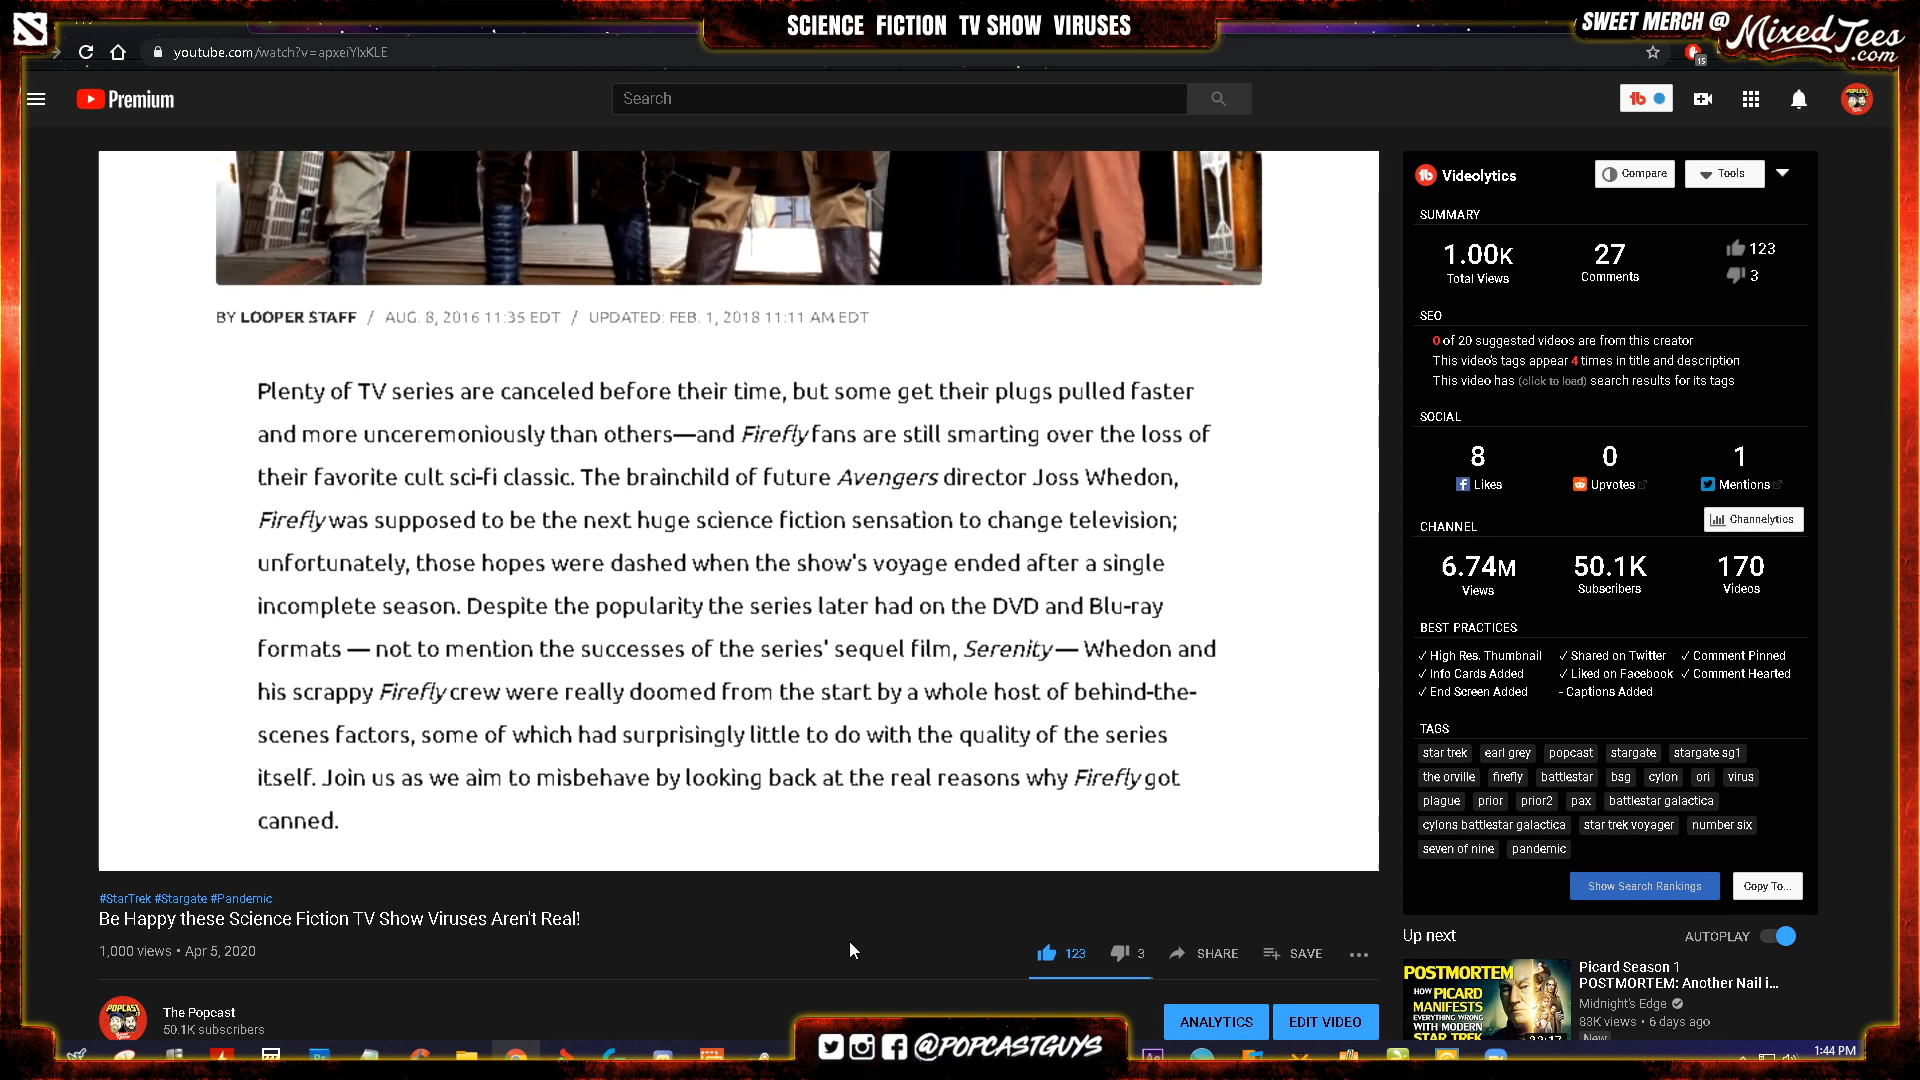 SCIENCE FICTION TV SHOW VIRUSES
SWEET MERCH @
MixedTees
.com
youtube.com/watch?v=apxeiYlxKLE
15
Premium
Search
BY LOOPER STAFF / AUG. 8, 2016 11:35 EDT / UPDATED: FEB. 1, 2018 11:11 AM EDT
Plenty of TV series are canceled before their time, but some get their plugs pulled faster
and more unceremoniously than others—and Firefly fans are still smarting over the loss of
their favorite cult sci-fi classic. The brainchild of future Avengers director Joss Whedon,
Firefly was supposed to be the next huge science fiction sensation to change television;
unfortunately, those hopes were dashed when the show's voyage ended after a single
incomplete season. Despite the popularity the series later had on the DVD and Blu-ray
formats — not to mention the successes of the series' sequel film, Serenity — Whedon and
his scrappy Firefly crew were really doomed from the start by a whole host of behind-the-
scenes factors, some of which had surprisingly little to do with the quality of the series
itself. Join us as we aim to misbehave by looking back at the real reasons why Firefly got
canned.
#StarTrek #Stargate #Pandemic
Be Happy these Science Fiction TV Show Viruses Aren't Real!
1,000 views • Apr 5, 2020
123 3 SHARE SAVE
The Popcast
50.1K subscribers
ANALYTICS EDIT VIDEO
Videolytics Compare Tools
SUMMARY
1.00K 27 123
Total Views Comments 3
SEO
0 of 20 suggested videos are from this creator
This video's tags appear 4 times in title and description
This video has (click to load) search results for its tags
SOCIAL
8 0 1
Likes Upvotes Mentions
CHANNEL Channelytics
6.74M 50.1K 170
Views Subscribers Videos
BEST PRACTICES
✓ High Res. Thumbnail ✓ Shared on Twitter ✓ Comment Pinned
✓ Info Cards Added ✓ Liked on Facebook ✓ Comment Hearted
✓ End Screen Added - Captions Added
TAGS
star trek earl grey popcast stargate stargate sg1
the orville firefly battlestar bsg cylon ori virus
plague prior prior2 pax battlestar galactica
cylons battlestar galactica star trek voyager number six
seven of nine pandemic
Show Search Rankings Copy To...
Up next AUTOPLAY
POSTMORTEM
HOW PICARD
MANIFESTS
EVERYTHING WRONG
WITH MODERN
STAR TREK
Picard Season 1
POSTMORTEM: Another Nail i...
Midnight's Edge
83K views • 6 days ago
New
@POPCASTGUYS
1:44 PM